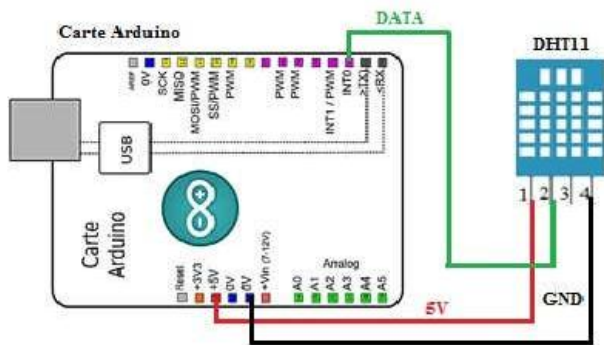 DATA
Carte Arduino
DHT11
AREF
0V
SCK
MISO
MOSI/PWM
SS/PWM
PWM
PWM
PWM
INT1 / PWM
INT0
>TX
<RX
USB
1 2 3 4
Carte
Arduino
Reset
+3V3
+5V
0V
0V
+Vin (7-12V)
Analog
A0
A1
A2
A3
A4
A5
5V
GND